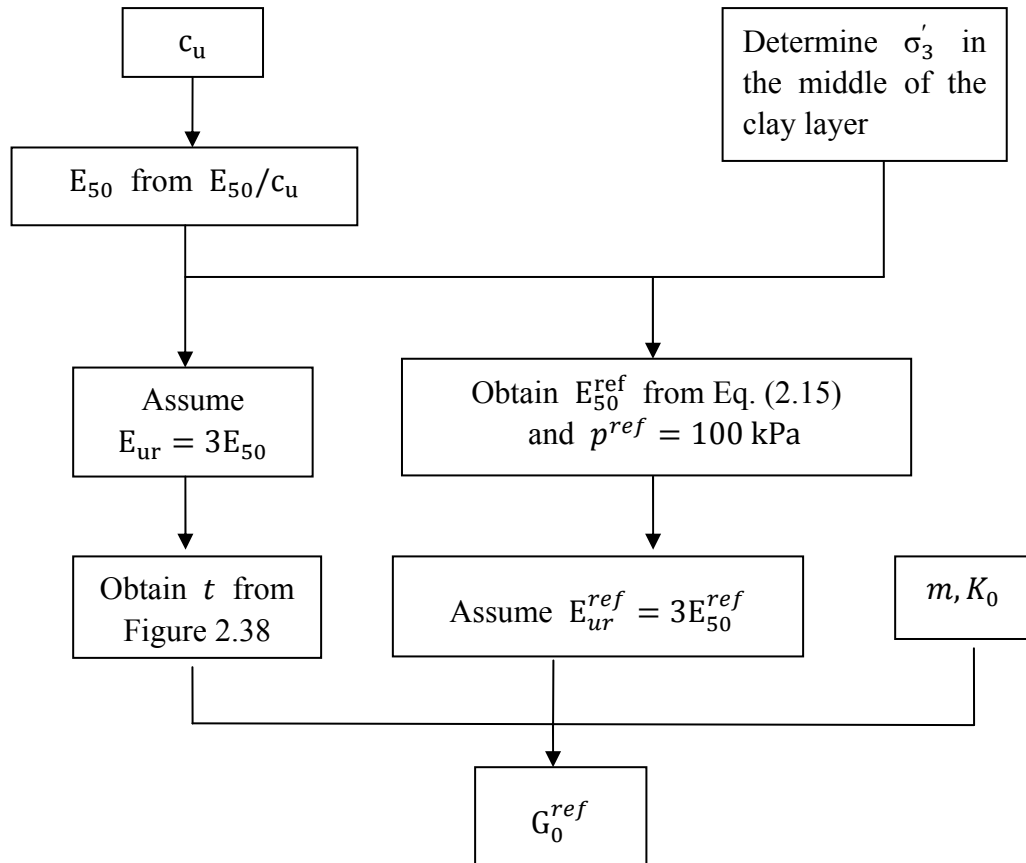 c_u
Determine σ′_3 in
the middle of the
clay layer
E_50 from E_50/c_u
Assume
E_ur = 3E_50
Obtain E_50^ref from Eq. (2.15)
and p^ref = 100 kPa
Obtain t from
Figure 2.38
Assume E_ur^ref = 3E_50^ref
m, K_0
G_0^ref